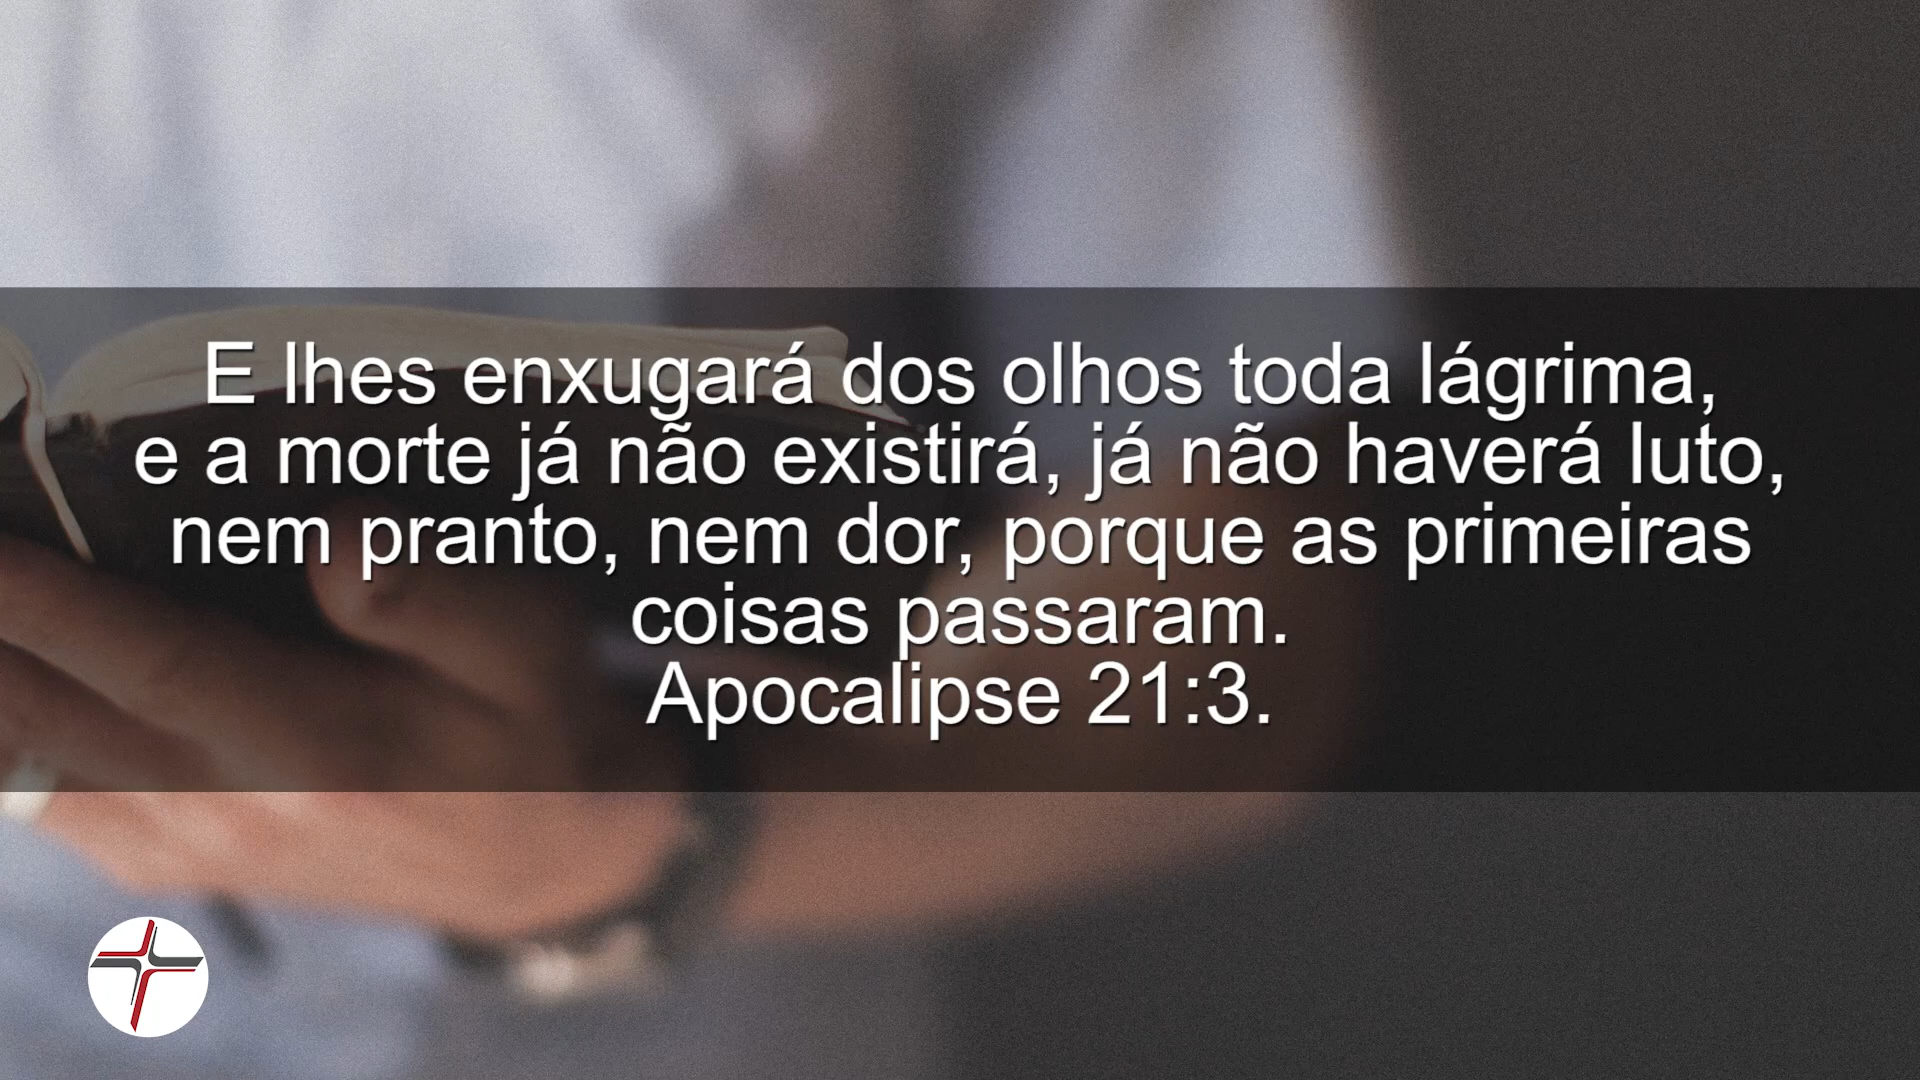 E lhes enxugará dos olhos toda lágrima,
e a morte já não existirá, já não haverá luto,
nem pranto, nem dor, porque as primeiras
coisas passaram.
Apocalipse 21:3.